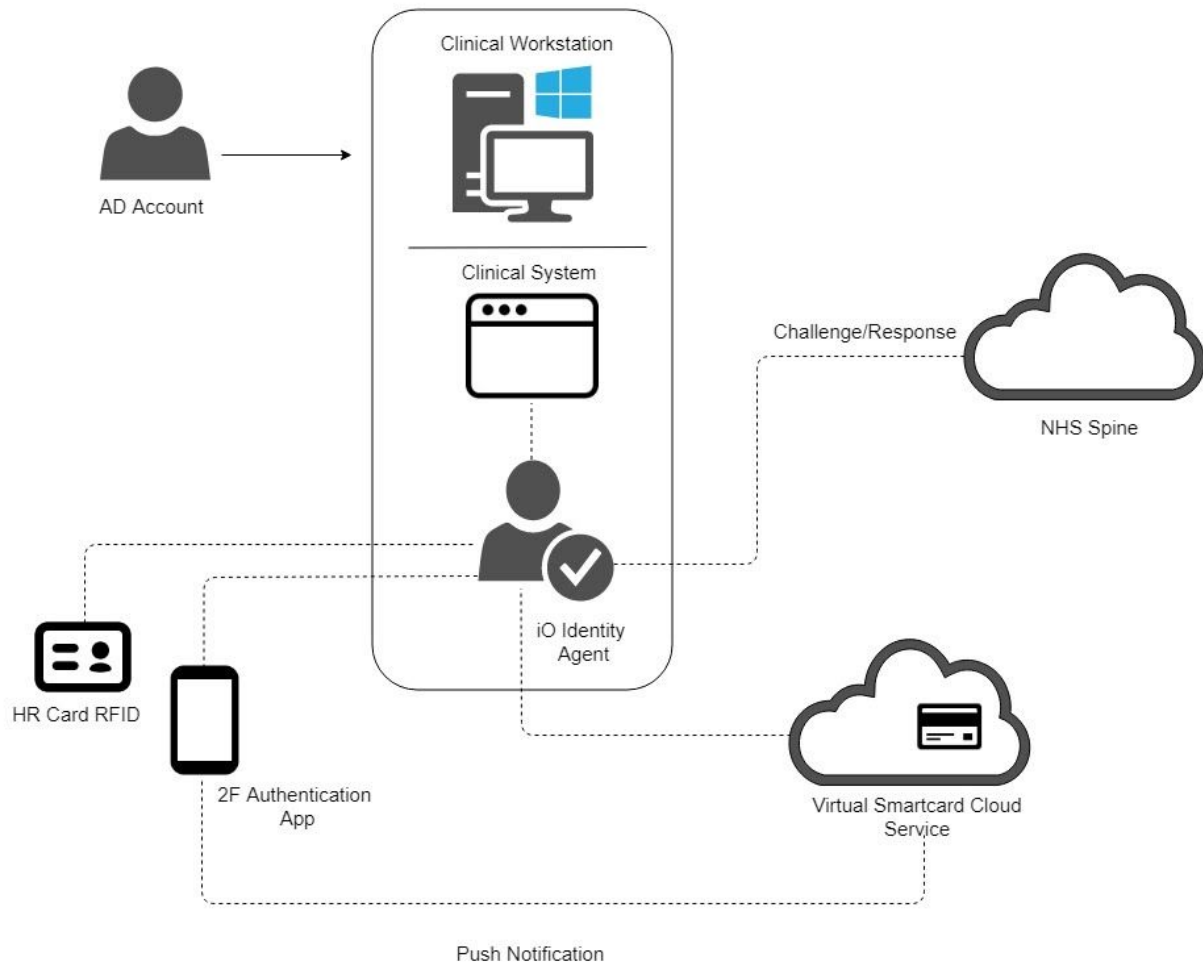 Clinical Workstation
AD Account
Clinical System
Challenge/Response
NHS Spine
iO Identity
Agent
HR Card RFID
2F Authentication
App
Virtual Smartcard Cloud
Service
Push Notification